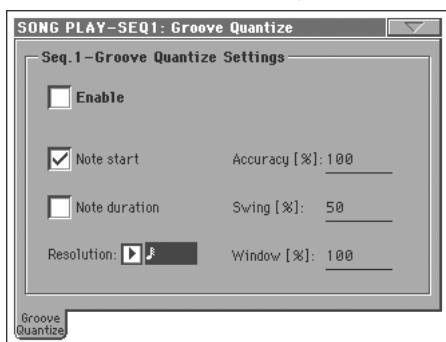 SONG PLAY-SEQ1: Groove Quantize
Seq.1-Groove Quantize Settings
Enable
Note start Accuracy [%]: 100
Note duration Swing [%]: 50
Resolution: Window [%]: 100
Groove
Quantize